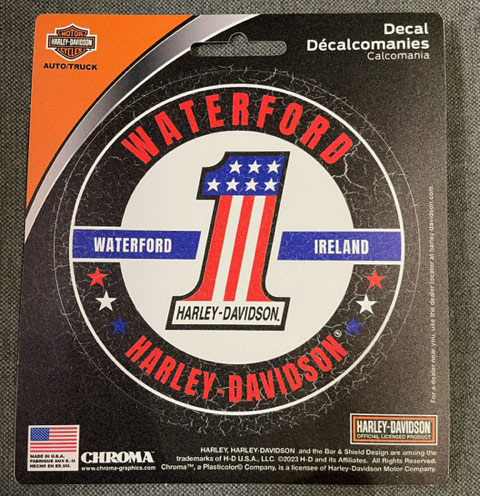 MOTOR
HARLEY-DAVIDSON
CYCLES
AUTO/TRUCK
Decal
Décalcomanies
Calcomania
WATERFORD
1
WATERFORD
IRELAND
HARLEY-DAVIDSON.
HARLEY-DAVIDSON®
For a dealer near you, use the dealer locator at harley-davidson.com.
HARLEY-DAVIDSON
OFFICIAL LICENSED PRODUCT
MADE IN U.S.A.
FABRIQUE AUX É.U.
HECHO EN EE.UU.
CHROMA™
www.chroma-graphics.com
HARLEY, HARLEY-DAVIDSON and the Bar & Shield Design are among the
trademarks of H-D U.S.A., LLC. ©2023 H-D and its Affiliates. All Rights Reserved.
Chroma™, a Plasticolor® Company, is a licensee of Harley-Davidson Motor Company.